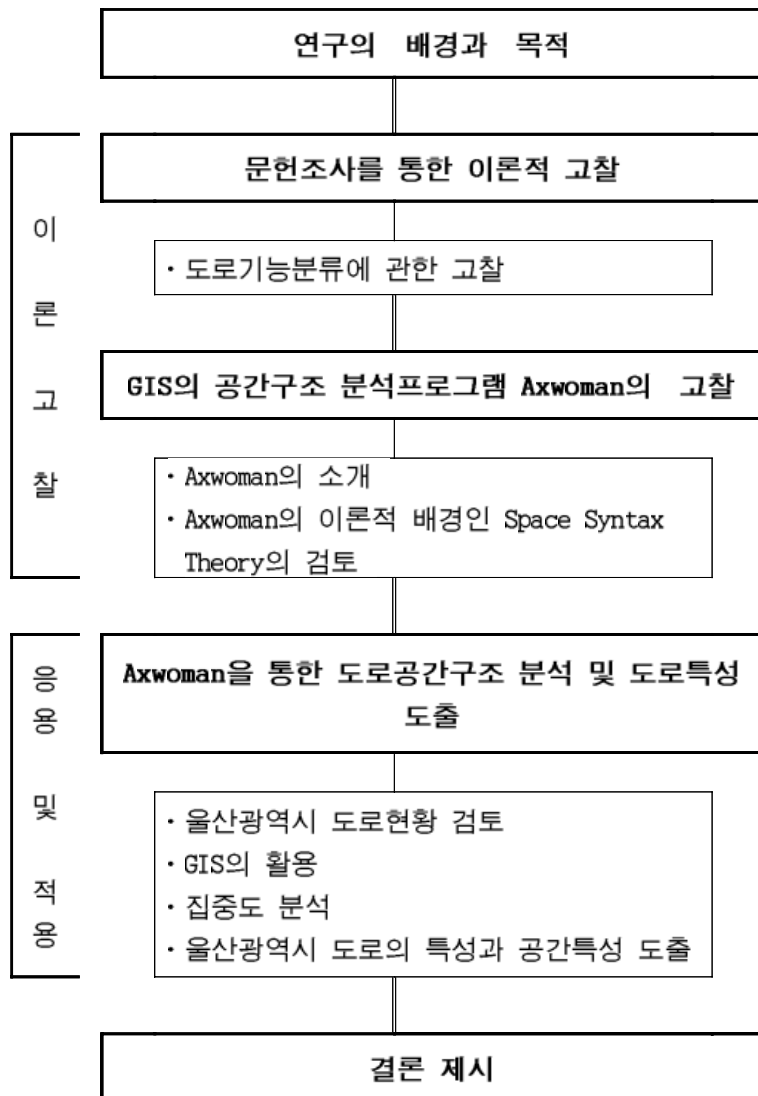 연구의 배경과 목적
이론고찰
문헌조사를 통한 이론적 고찰
· 도로기능분류에 관한 고찰
GIS의 공간구조 분석프로그램 Axwoman의 고찰
· Axwoman의 소개
· Axwoman의 이론적 배경인 Space Syntax
Theory의 검토
응용 및 적용
Axwoman을 통한 도로공간구조 분석 및 도로특성
도출
· 울산광역시 도로현황 검토
· GIS의 활용
· 집중도 분석
· 울산광역시 도로의 특성과 공간특성 도출
결론 제시